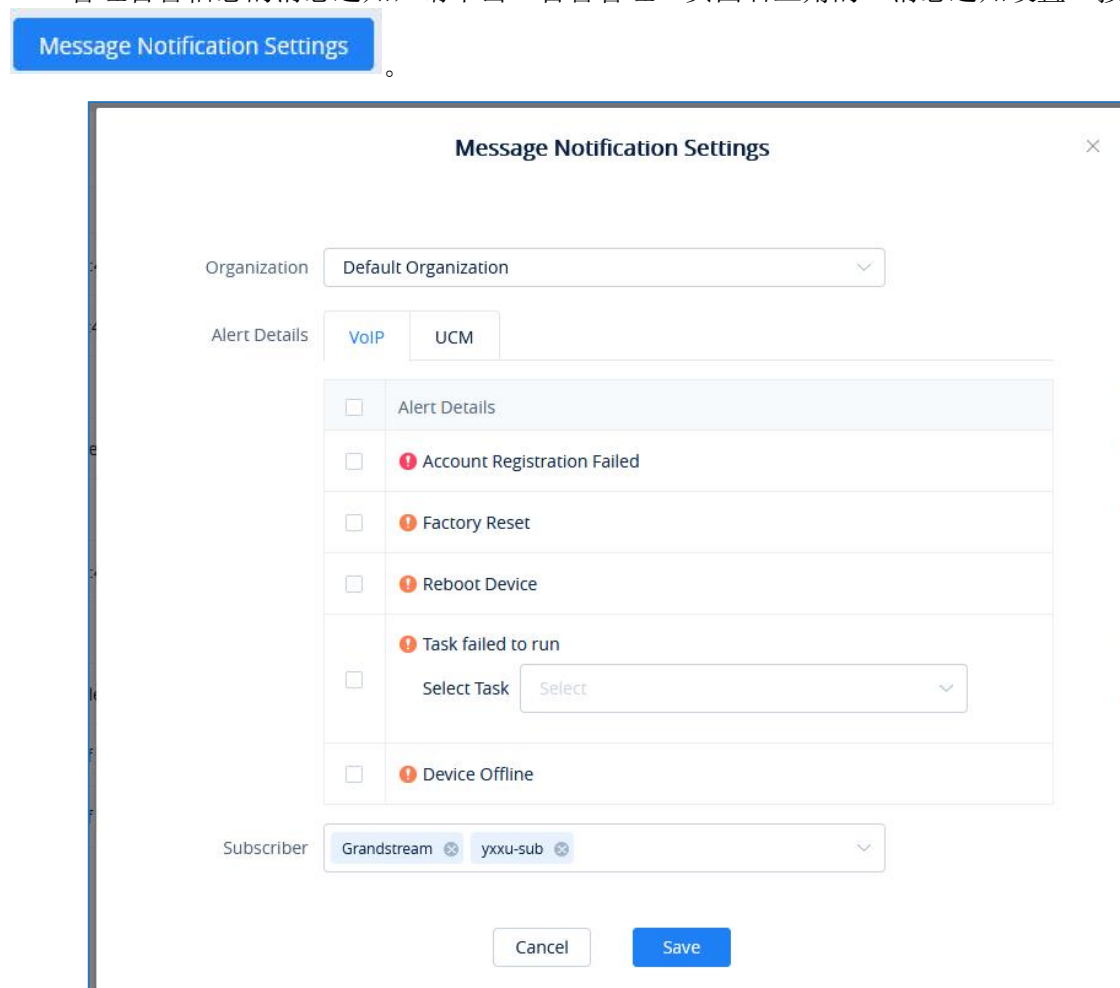 Message Notification Settings 。
Message Notification Settings
Organization Default Organization
Alert Details VoIP UCM
Alert Details
Account Registration Failed
Factory Reset
Reboot Device
Task failed to run
Select Task Select
Device Offline
Subscriber Grandstream yxxu-sub
Cancel Save